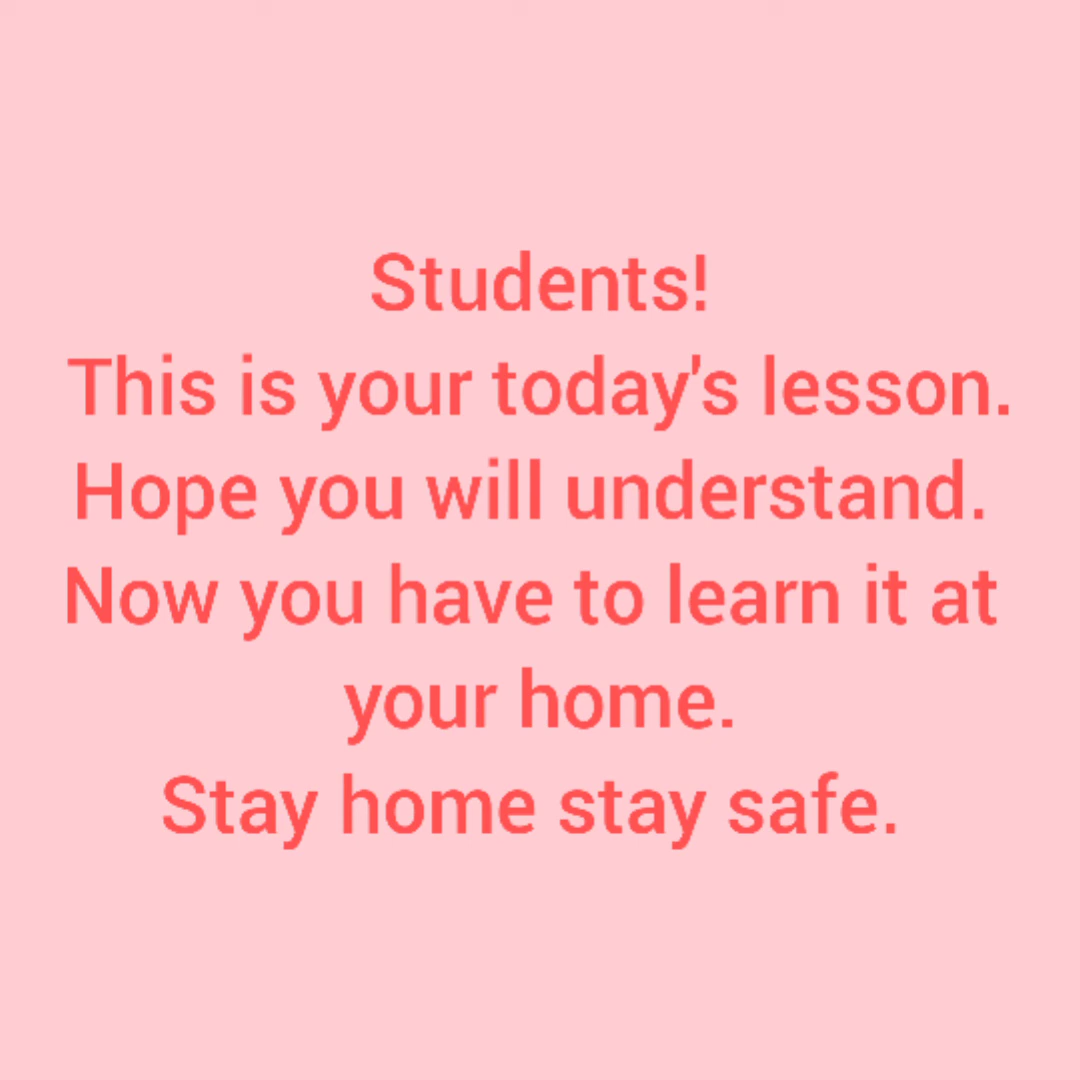 Students!
This is your today's lesson.
Hope you will understand.
Now you have to learn it at
your home.
Stay home stay safe.